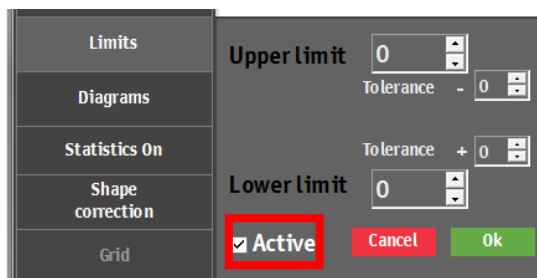 Limits
Diagrams
Statistics On
Shape
correction
Grid
Upper limit 0
Tolerance - 0
Tolerance + 0
Lower limit 0
Active Cancel Ok